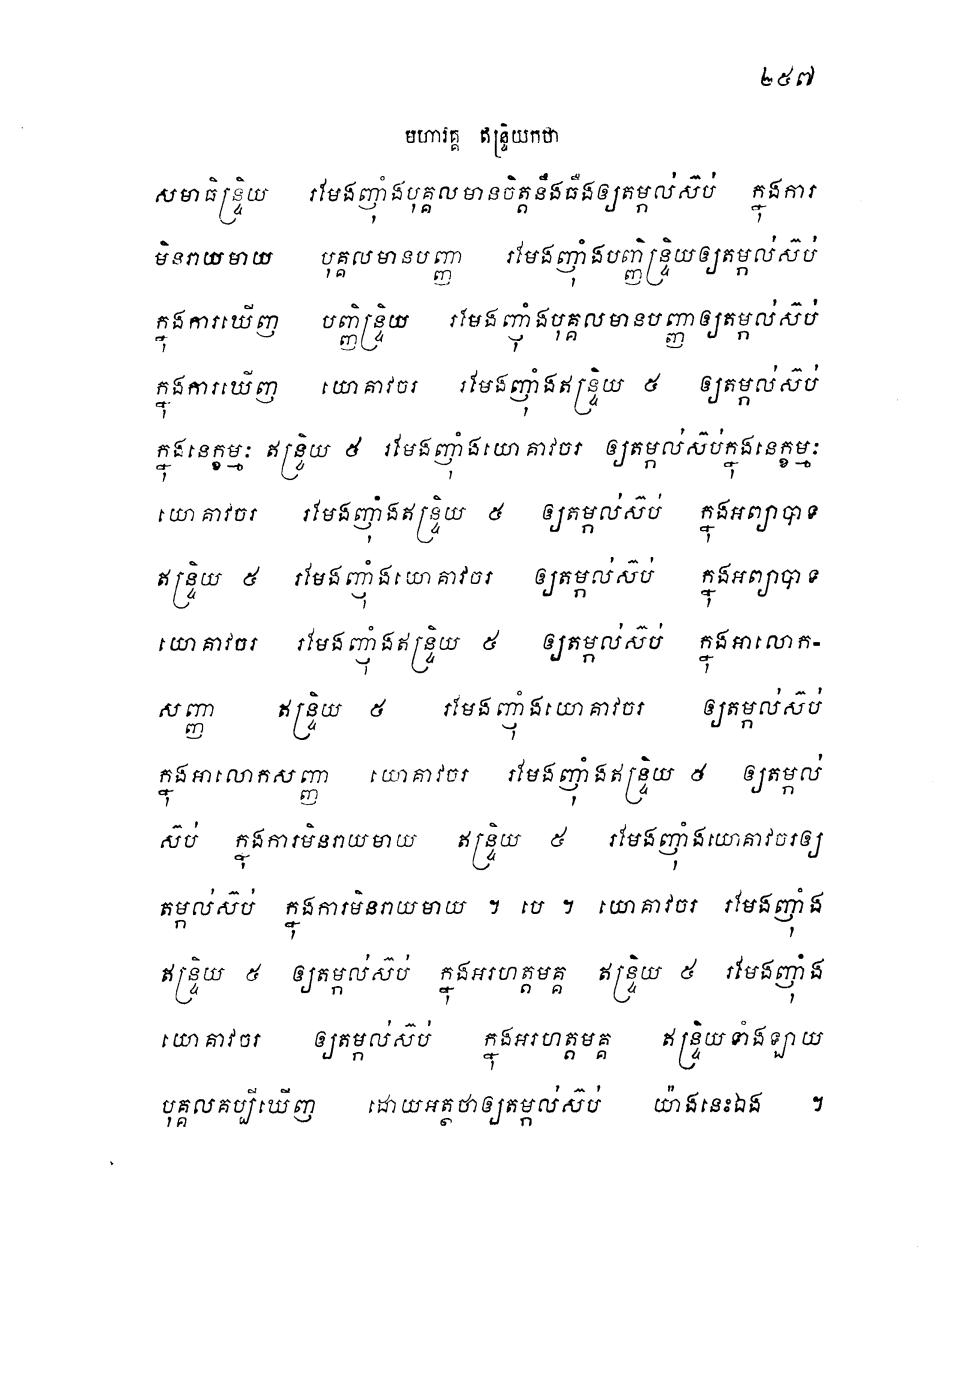 ២៥៧
មហាវគ្គ ឥន្ទ្រិយកថា
សមាធិន្ទ្រិយ រមែងញុំាងបុគ្គលមានចិត្តនឹងធឹងឲ្យតម្កល់ស៊ប់ ក្នុងការ
មិនរាយមាយ បុគ្គលមានបញ្ញា រមែងញុំាងបញ្ញិន្ទ្រិយឲ្យតម្កល់ស៊ប់
ក្នុងការឃើញ បញ្ញិន្ទ្រិយ រមែងញុំាងបុគ្គលមានបញ្ញាឲ្យតម្កល់ស៊ប់
ក្នុងការឃើញ យោគាវចរ រមែងញុំាងឥន្ទ្រិយ ៥ ឲ្យតម្កល់ស៊ប់
ក្នុងនេក្ខម្មៈ ឥន្ទ្រិយ ៥ រមែងញុំាងយោគាវចរ ឲ្យតម្កល់ស៊ប់ក្នុងនេក្ខម្មៈ
យោគាវចរ រមែងញុំាងឥន្ទ្រិយ ៥ ឲ្យតម្កល់ស៊ប់ ក្នុងអព្យាបាទ
ឥន្ទ្រិយ ៥ រមែងញុំាងយោគាវចរ ឲ្យតម្កល់ស៊ប់ ក្នុងអព្យាបាទ
យោគាវចរ រមែងញុំាងឥន្ទ្រិយ ៥ ឲ្យតម្កល់ស៊ប់ ក្នុងអាលោក-
សញ្ញា ឥន្ទ្រិយ ៥ រមែងញុំាងយោគាវចរ ឲ្យតម្កល់ស៊ប់
ក្នុងអាលោកសញ្ញា យោគាវចរ រមែងញុំាងឥន្ទ្រិយ ៥ ឲ្យតម្កល់
ស៊ប់ ក្នុងការមិនរាយមាយ ឥន្ទ្រិយ ៥ រមែងញុំាងយោគាវចរឲ្យ
តម្កល់ស៊ប់ ក្នុងការមិនរាយមាយ ។ បេ ។ យោគាវចរ រមែងញុំាង
ឥន្ទ្រិយ ៥ ឲ្យតម្កល់ស៊ប់ ក្នុងអរហត្តមគ្គ ឥន្ទ្រិយ ៥ រមែងញុំាង
យោគាវចរ ឲ្យតម្កល់ស៊ប់ ក្នុងអរហត្តមគ្គ ឥន្ទ្រិយទាំងឡាយ
បុគ្គលគប្បីឃើញ ដោយអត្ថថាឲ្យតម្កល់ស៊ប់ យ៉ាងនេះឯង ។